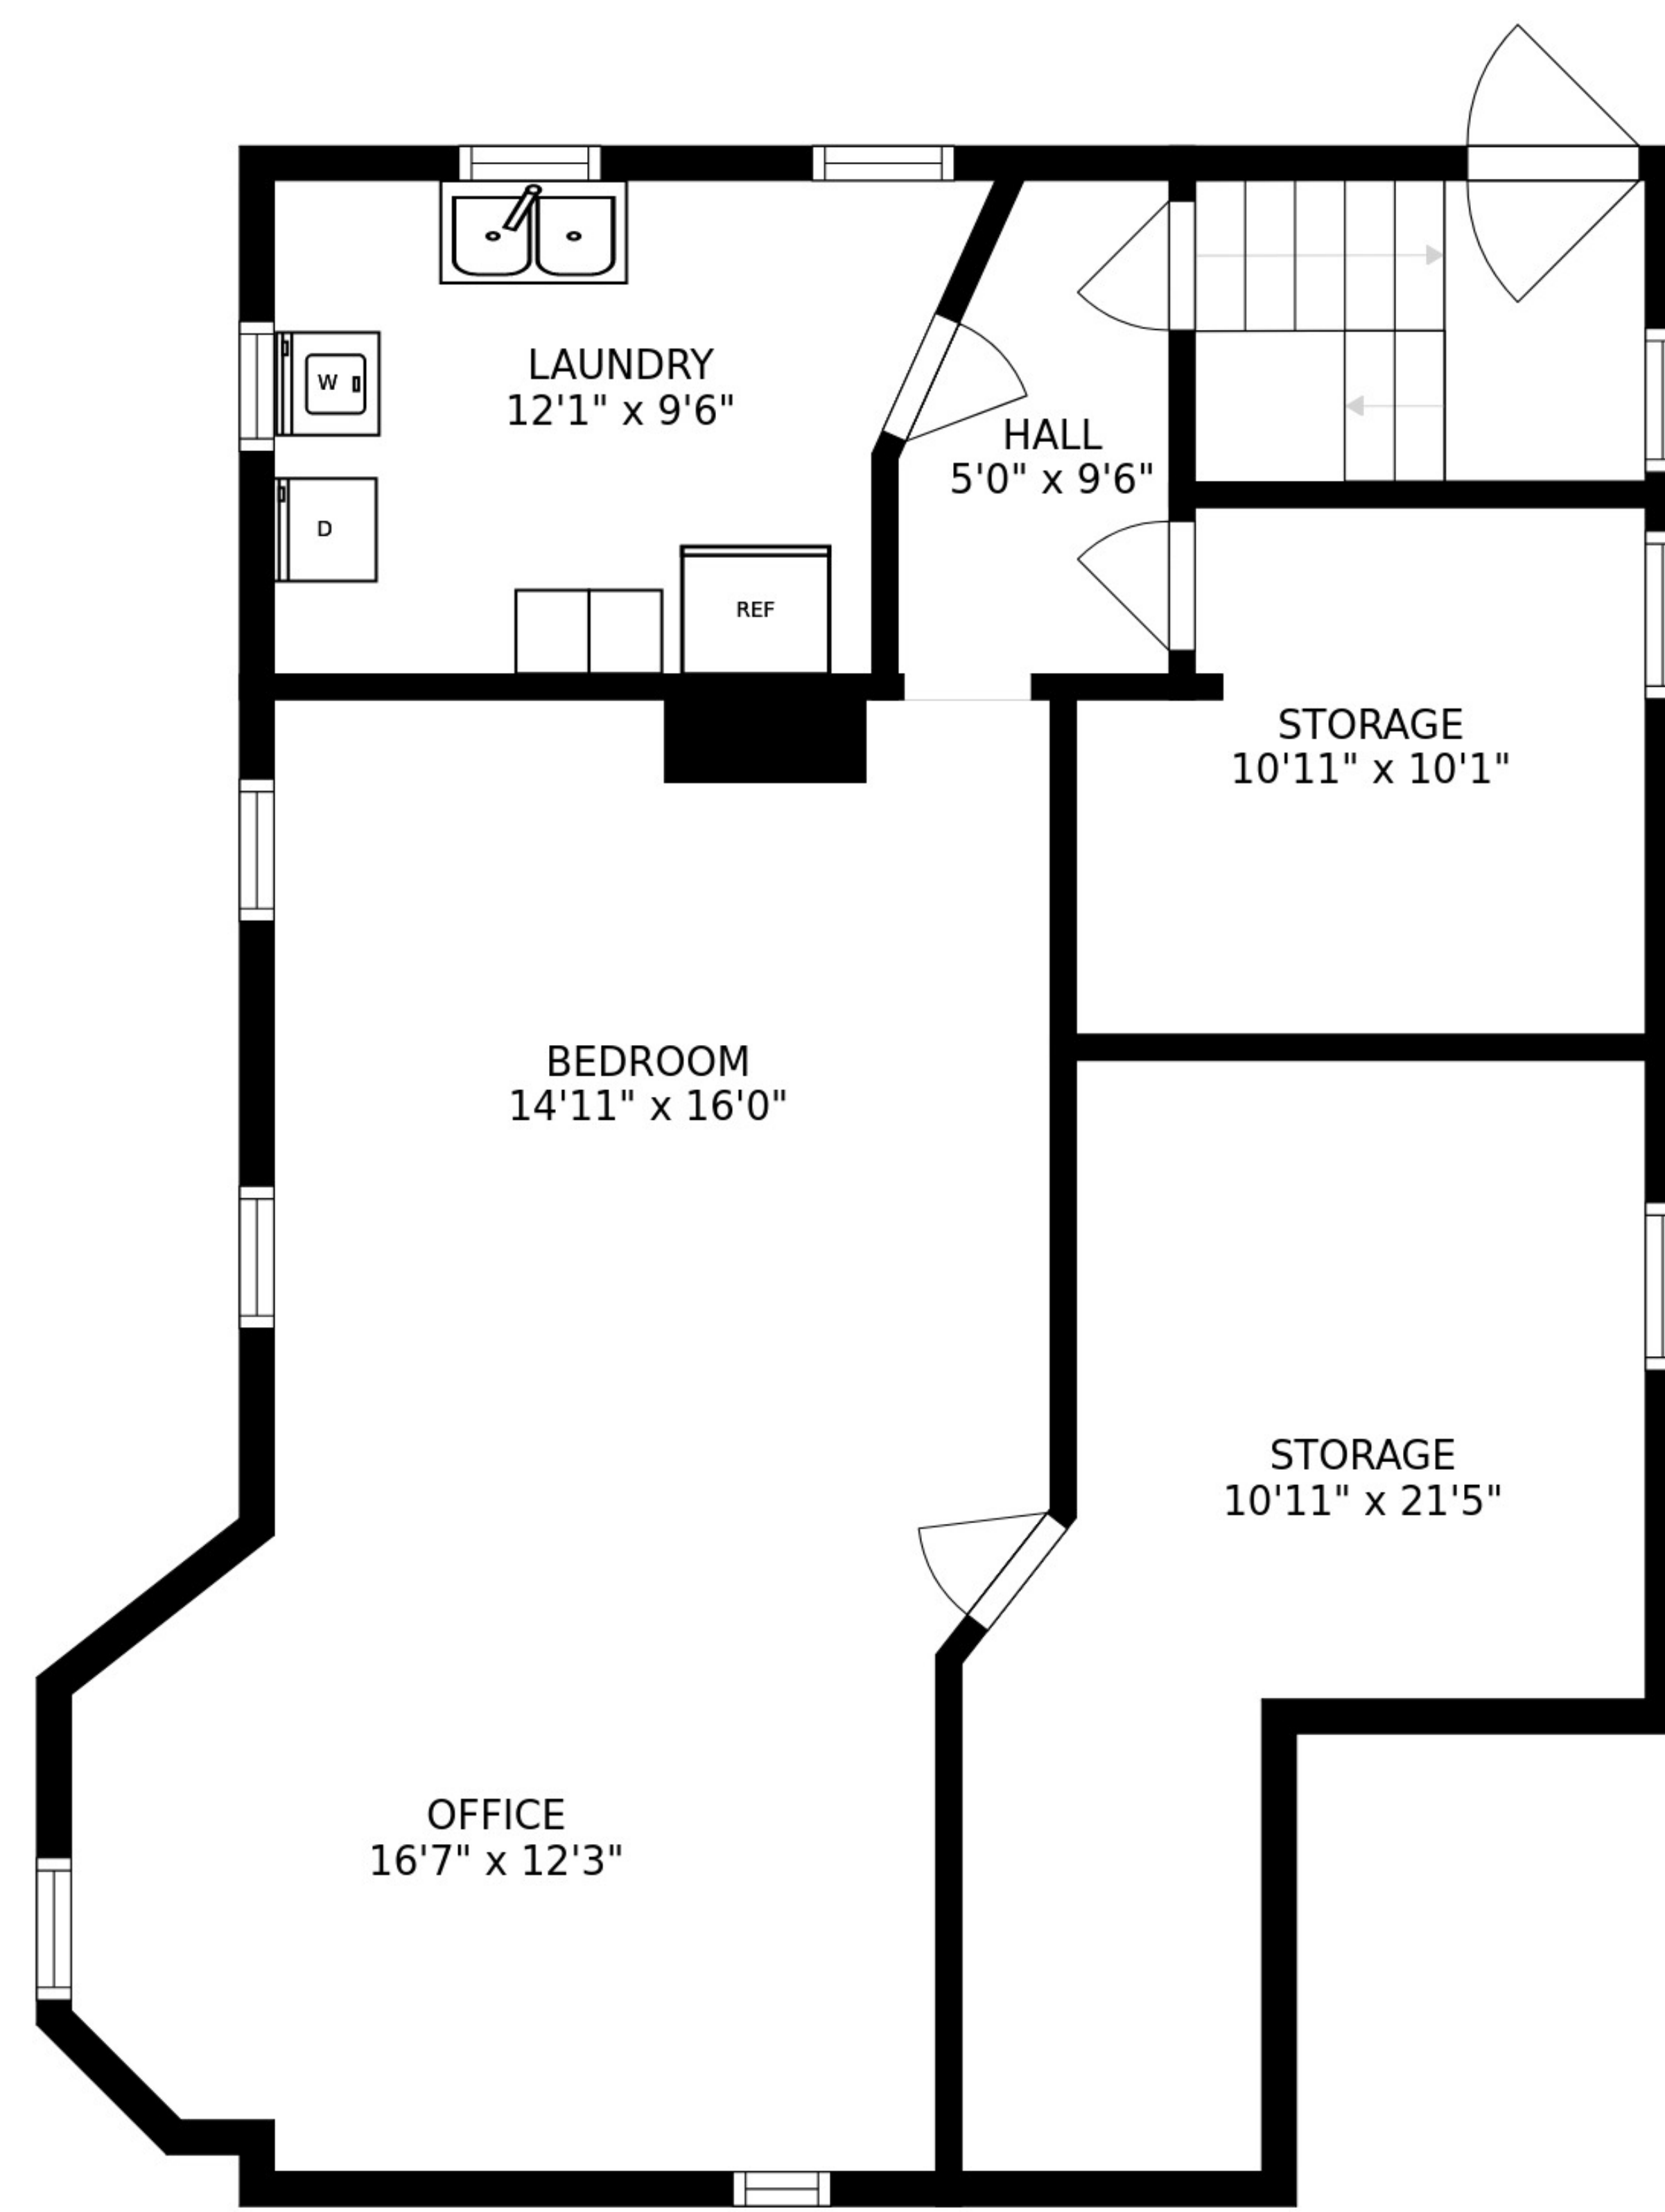 LAUNDRY
12'1" x 9'6"
W
D
REF
HALL
5'0" x 9'6"
STORAGE
10'11" x 10'1"
BEDROOM
14'11" x 16'0"
STORAGE
10'11" x 21'5"
OFFICE
16'7" x 12'3"